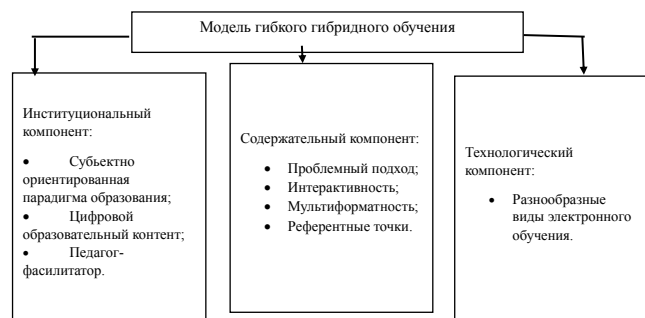 Модель гибкого гибридного обучения
Институциональный
компонент:
• Субъектно
ориентированная
парадигма образования;
• Цифровой
образовательный контент;
• Педагог-
фасилитатор.
Содержательный компонент:
• Проблемный подход;
• Интерактивность;
• Мультиформатность;
• Референтные точки.
Технологический
компонент:
• Разнообразные
виды электронного
обучения.